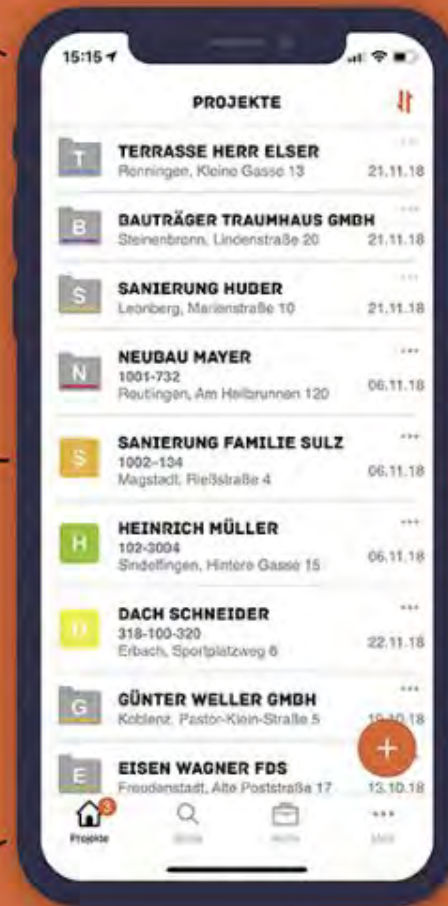 15:15
PROJEKTE
T
TERRASSE HERR ELSER
Renningen, Kleine Gasse 13
21.11.18
B
BAUTRÄGER TRAUMHAUS GMBH
Steinenbronn, Lindenstraße 20
21.11.18
S
SANIERUNG HUBER
Leonberg, Marienstraße 10
21.11.18
N
NEUBAU MAYER
1001-732
Reutlingen, Am Heilbrunnen 120
06.11.18
S
SANIERUNG FAMILIE SULZ
1002-134
Magstadt, Rießstraße 4
06.11.18
H
HEINRICH MÜLLER
102-3004
Sindelfingen, Hintere Gasse 15
06.11.18
D
DACH SCHNEIDER
318-100-320
Erbach, Sportplatzweg 6
22.11.18
G
GÜNTER WELLER GMBH
Koblenz, Pastor-Klein-Straße 5
19.10.18
E
EISEN WAGNER FDS
Freudenstadt, Alte Poststraße 17
13.10.18
3
Projekte